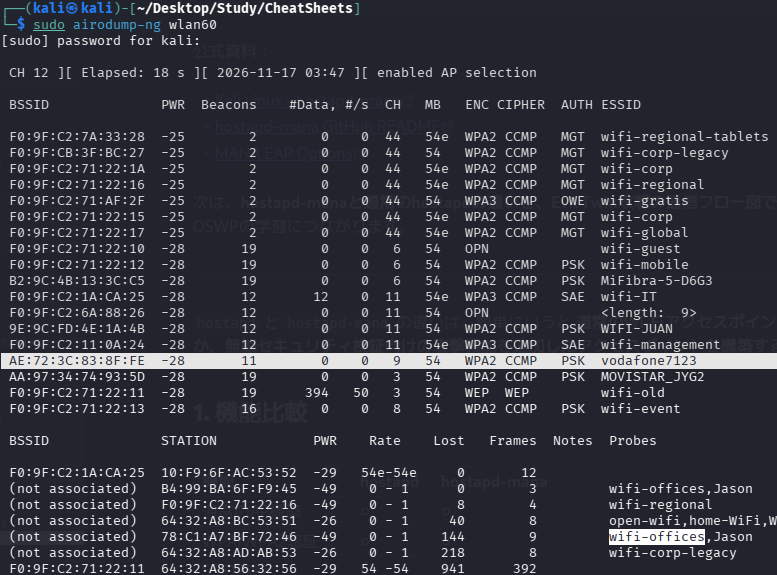 ┌──(kali㉿kali)-[~/Desktop/Study/CheatSheets]
└─$ sudo airodump-ng wlan60
[sudo] password for kali:
公式資料：
CH 12 ][ Elapsed: 18 s ][ 2026-11-17 03:47 ][ enabled AP selection
BSSID PWR Beacons #Data, #/s CH MB ENC CIPHER AUTH ESSID
F0:9F:C2:7A:33:28 -25 2 0 0 44 54e WPA2 CCMP MGT wifi-regional-tablets
F0:9F:CB:3F:BC:27 -25 2 0 0 44 54 WPA2 CCMP MGT wifi-corp-legacy
F0:9F:C2:71:22:1A -25 2 0 0 44 54e WPA2 CCMP MGT wifi-corp
F0:9F:C2:71:22:16 -25 2 0 0 44 54e WPA2 CCMP MGT wifi-regional
F0:9F:C2:71:AF:2F -25 2 0 0 44 54e WPA3 CCMP OWE wifi-gratis
F0:9F:C2:71:22:15 -25 2 0 0 44 54e WPA2 CCMP MGT wifi-corp
F0:9F:C2:71:22:17 -25 2 0 0 44 54e WPA2 CCMP MGT wifi-global
F0:9F:C2:71:22:10 -28 19 0 0 6 54 OPN wifi-guest
F0:9F:C2:71:22:12 -28 19 0 0 6 54 WPA2 CCMP PSK wifi-mobile
B2:9C:4B:13:3C:C5 -28 19 0 0 6 54 WPA2 CCMP PSK MiFibra-5-D6G3
F0:9F:C2:1A:CA:25 -28 12 12 0 11 54e WPA3 CCMP SAE wifi-IT
F0:9F:C2:6A:88:26 -28 12 0 0 11 54 OPN <length: 9>
9E:9C:FD:4E:1A:4B -28 12 0 0 11 54 WPA2 CCMP PSK WIFI-JUAN
F0:9F:C2:11:0A:24 -28 12 0 0 11 54 WPA3 CCMP SAE wifi-management
AE:72:3C:83:8F:FE -28 11 0 0 9 54 WPA2 CCMP PSK vodafone7123
AA:97:34:74:93:5D -28 19 0 0 3 54 WPA2 CCMP PSK MOVISTAR_JYG2
F0:9F:C2:71:22:11 -28 19 394 50 3 54 WEP WEP wifi-old
F0:9F:C2:71:22:13 -28 16 0 0 8 54 WPA2 CCMP PSK wifi-event
1. 機能比較
BSSID STATION PWR Rate Lost Frames Notes Probes
F0:9F:C2:1A:CA:25 10:F9:6F:AC:53:52 -29 54e-54e 0 12
(not associated) B4:99:BA:6F:F9:45 -49 0 - 1 0 3 wifi-offices,Jason
(not associated) F0:9F:C2:71:22:16 -49 0 - 1 8 4 wifi-regional
(not associated) 64:32:A8:BC:53:51 -26 0 - 1 40 8 open-wifi,home-WiFi,W
(not associated) 78:C1:A7:BF:72:46 -49 0 - 1 144 9 wifi-offices,Jason
(not associated) 64:32:A8:AD:AB:53 -26 0 - 1 218 8 wifi-corp-legacy
F0:9F:C2:71:22:11 64:32:A8:56:32:56 -29 54 -54 941 392